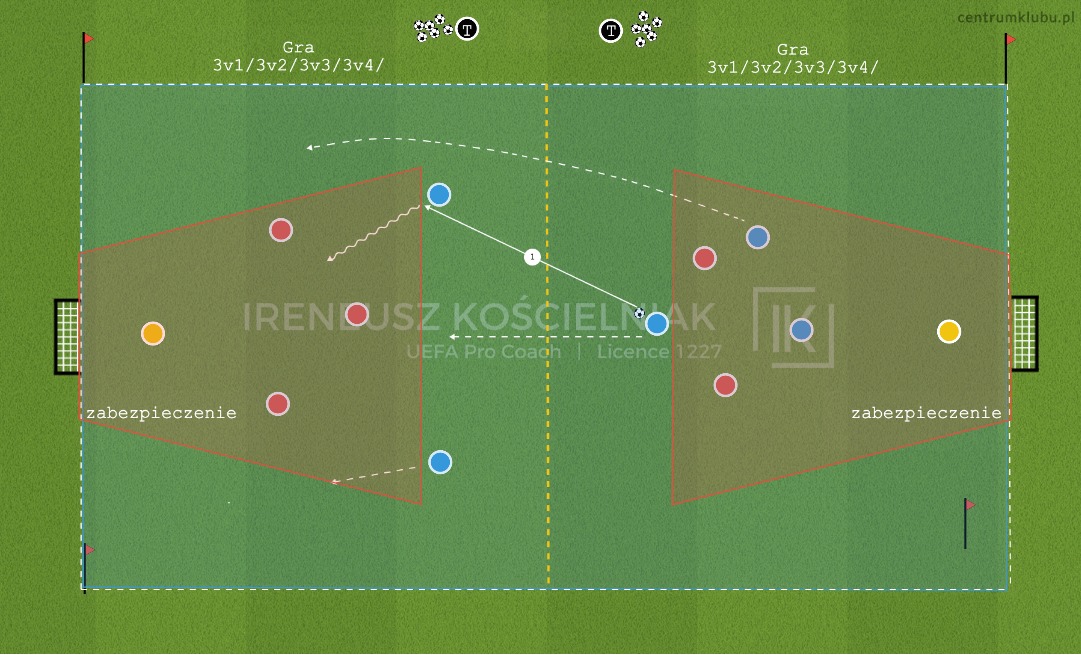 centrumklubu.pl
T
T
Gra
3v1/3v2/3v3/3v4/
Gra
3v1/3v2/3v3/3v4/
1
IRENEUSZ KOŚCIELNIAK
IK
UEFA Pro Coach | Licence 1227
zabezpieczenie
zabezpieczenie